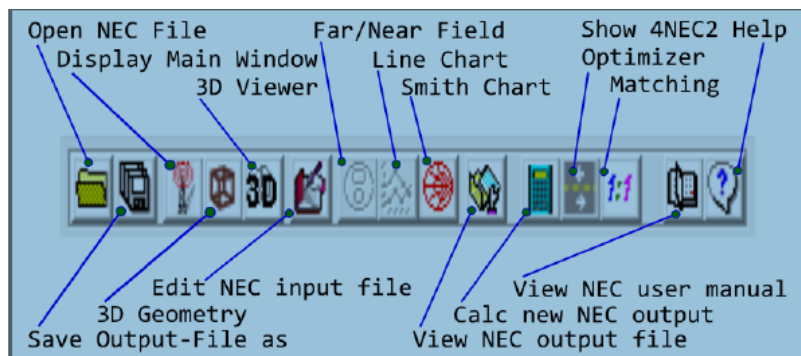 Open NEC File
Far/Near Field
Show 4NEC2 Help
Display Main Window
Line Chart
Optimizer
3D Viewer
Smith Chart
Matching
3D
1:1
?
Edit NEC input file
View NEC user manual
3D Geometry
Calc new NEC output
Save Output-File as
View NEC output file